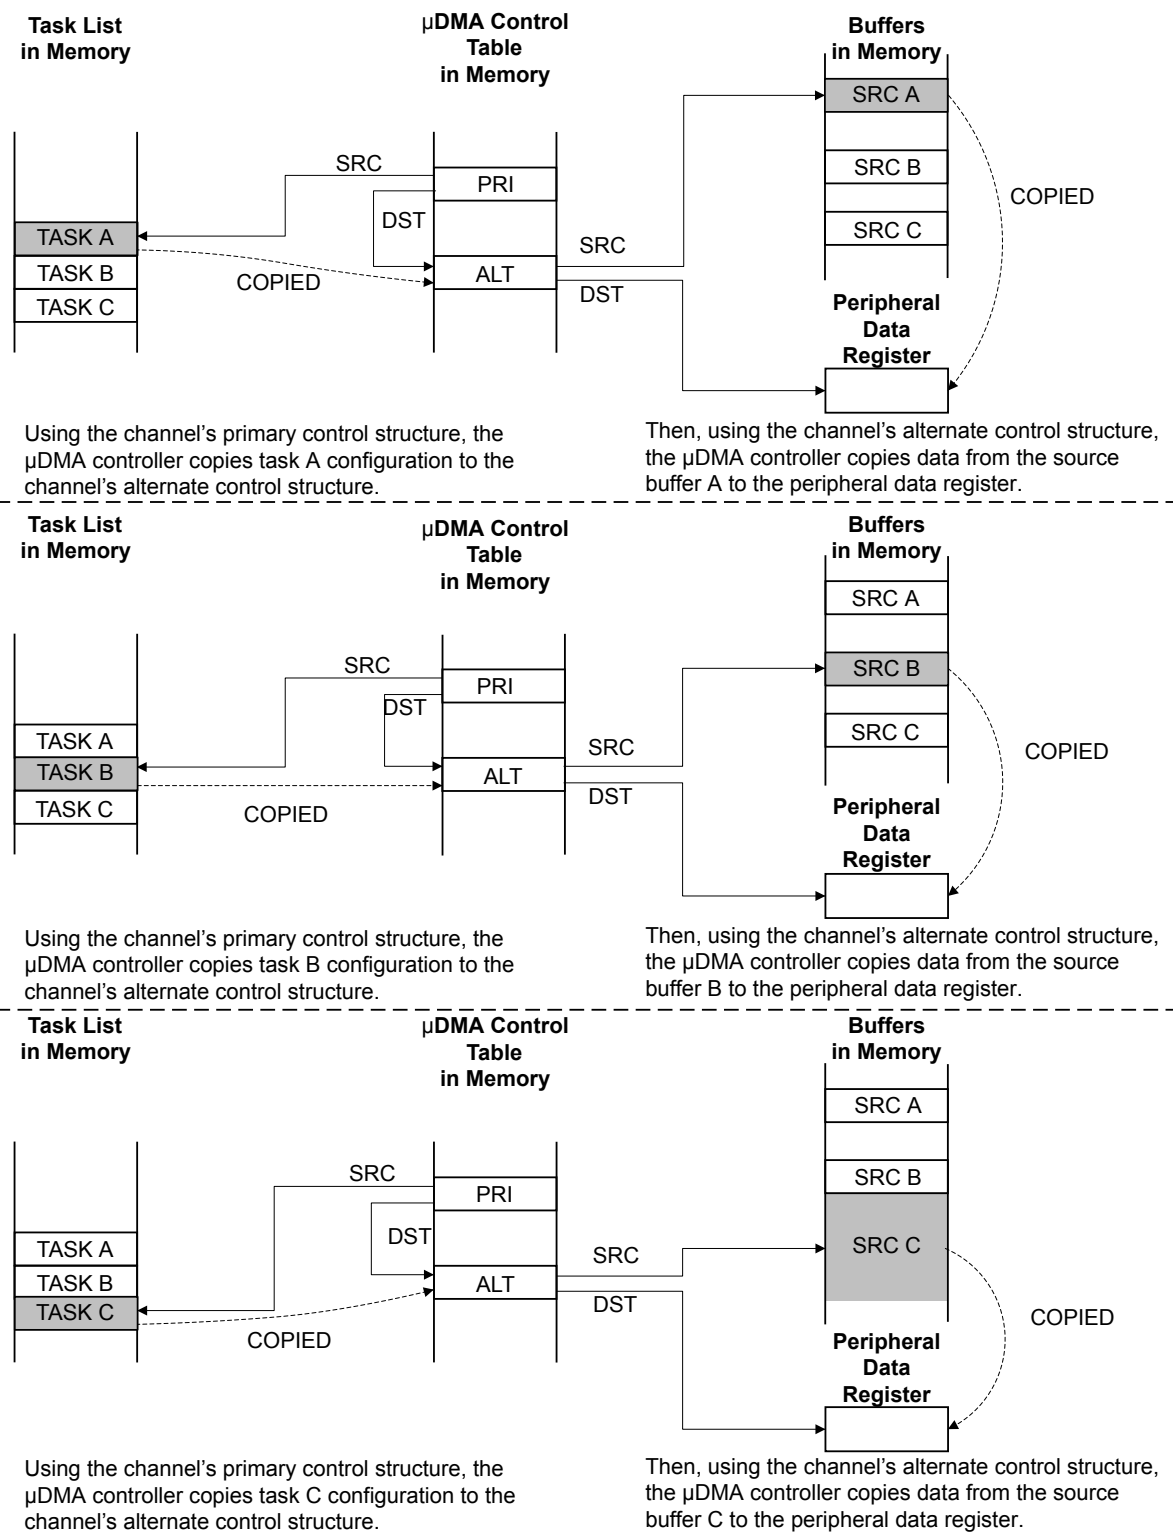 Task List
in Memory
µDMA Control
Table
in Memory
Buffers
in Memory
SRC A
SRC
PRI
SRC B
COPIED
DST
SRC C
TASK A
SRC
TASK B
COPIED
ALT
DST
TASK C
Peripheral
Data
Register
Using the channel's primary control structure, the
µDMA controller copies task A configuration to the
channel's alternate control structure.
Then, using the channel's alternate control structure,
the µDMA controller copies data from the source
buffer A to the peripheral data register.
Task List
in Memory
µDMA Control
Table
in Memory
Buffers
in Memory
SRC A
SRC
PRI
SRC B
DST
SRC C
TASK A
SRC
COPIED
TASK B
ALT
DST
TASK C
COPIED
Peripheral
Data
Register
Using the channel's primary control structure, the
µDMA controller copies task B configuration to the
channel's alternate control structure.
Then, using the channel's alternate control structure,
the µDMA controller copies data from the source
buffer B to the peripheral data register.
Task List
in Memory
µDMA Control
Table
in Memory
Buffers
in Memory
SRC A
SRC
PRI
SRC B
DST
SRC C
TASK A
SRC
TASK B
ALT
DST
TASK C
COPIED
COPIED
Peripheral
Data
Register
Using the channel's primary control structure, the
µDMA controller copies task C configuration to the
channel's alternate control structure.
Then, using the channel's alternate control structure,
the µDMA controller copies data from the source
buffer C to the peripheral data register.